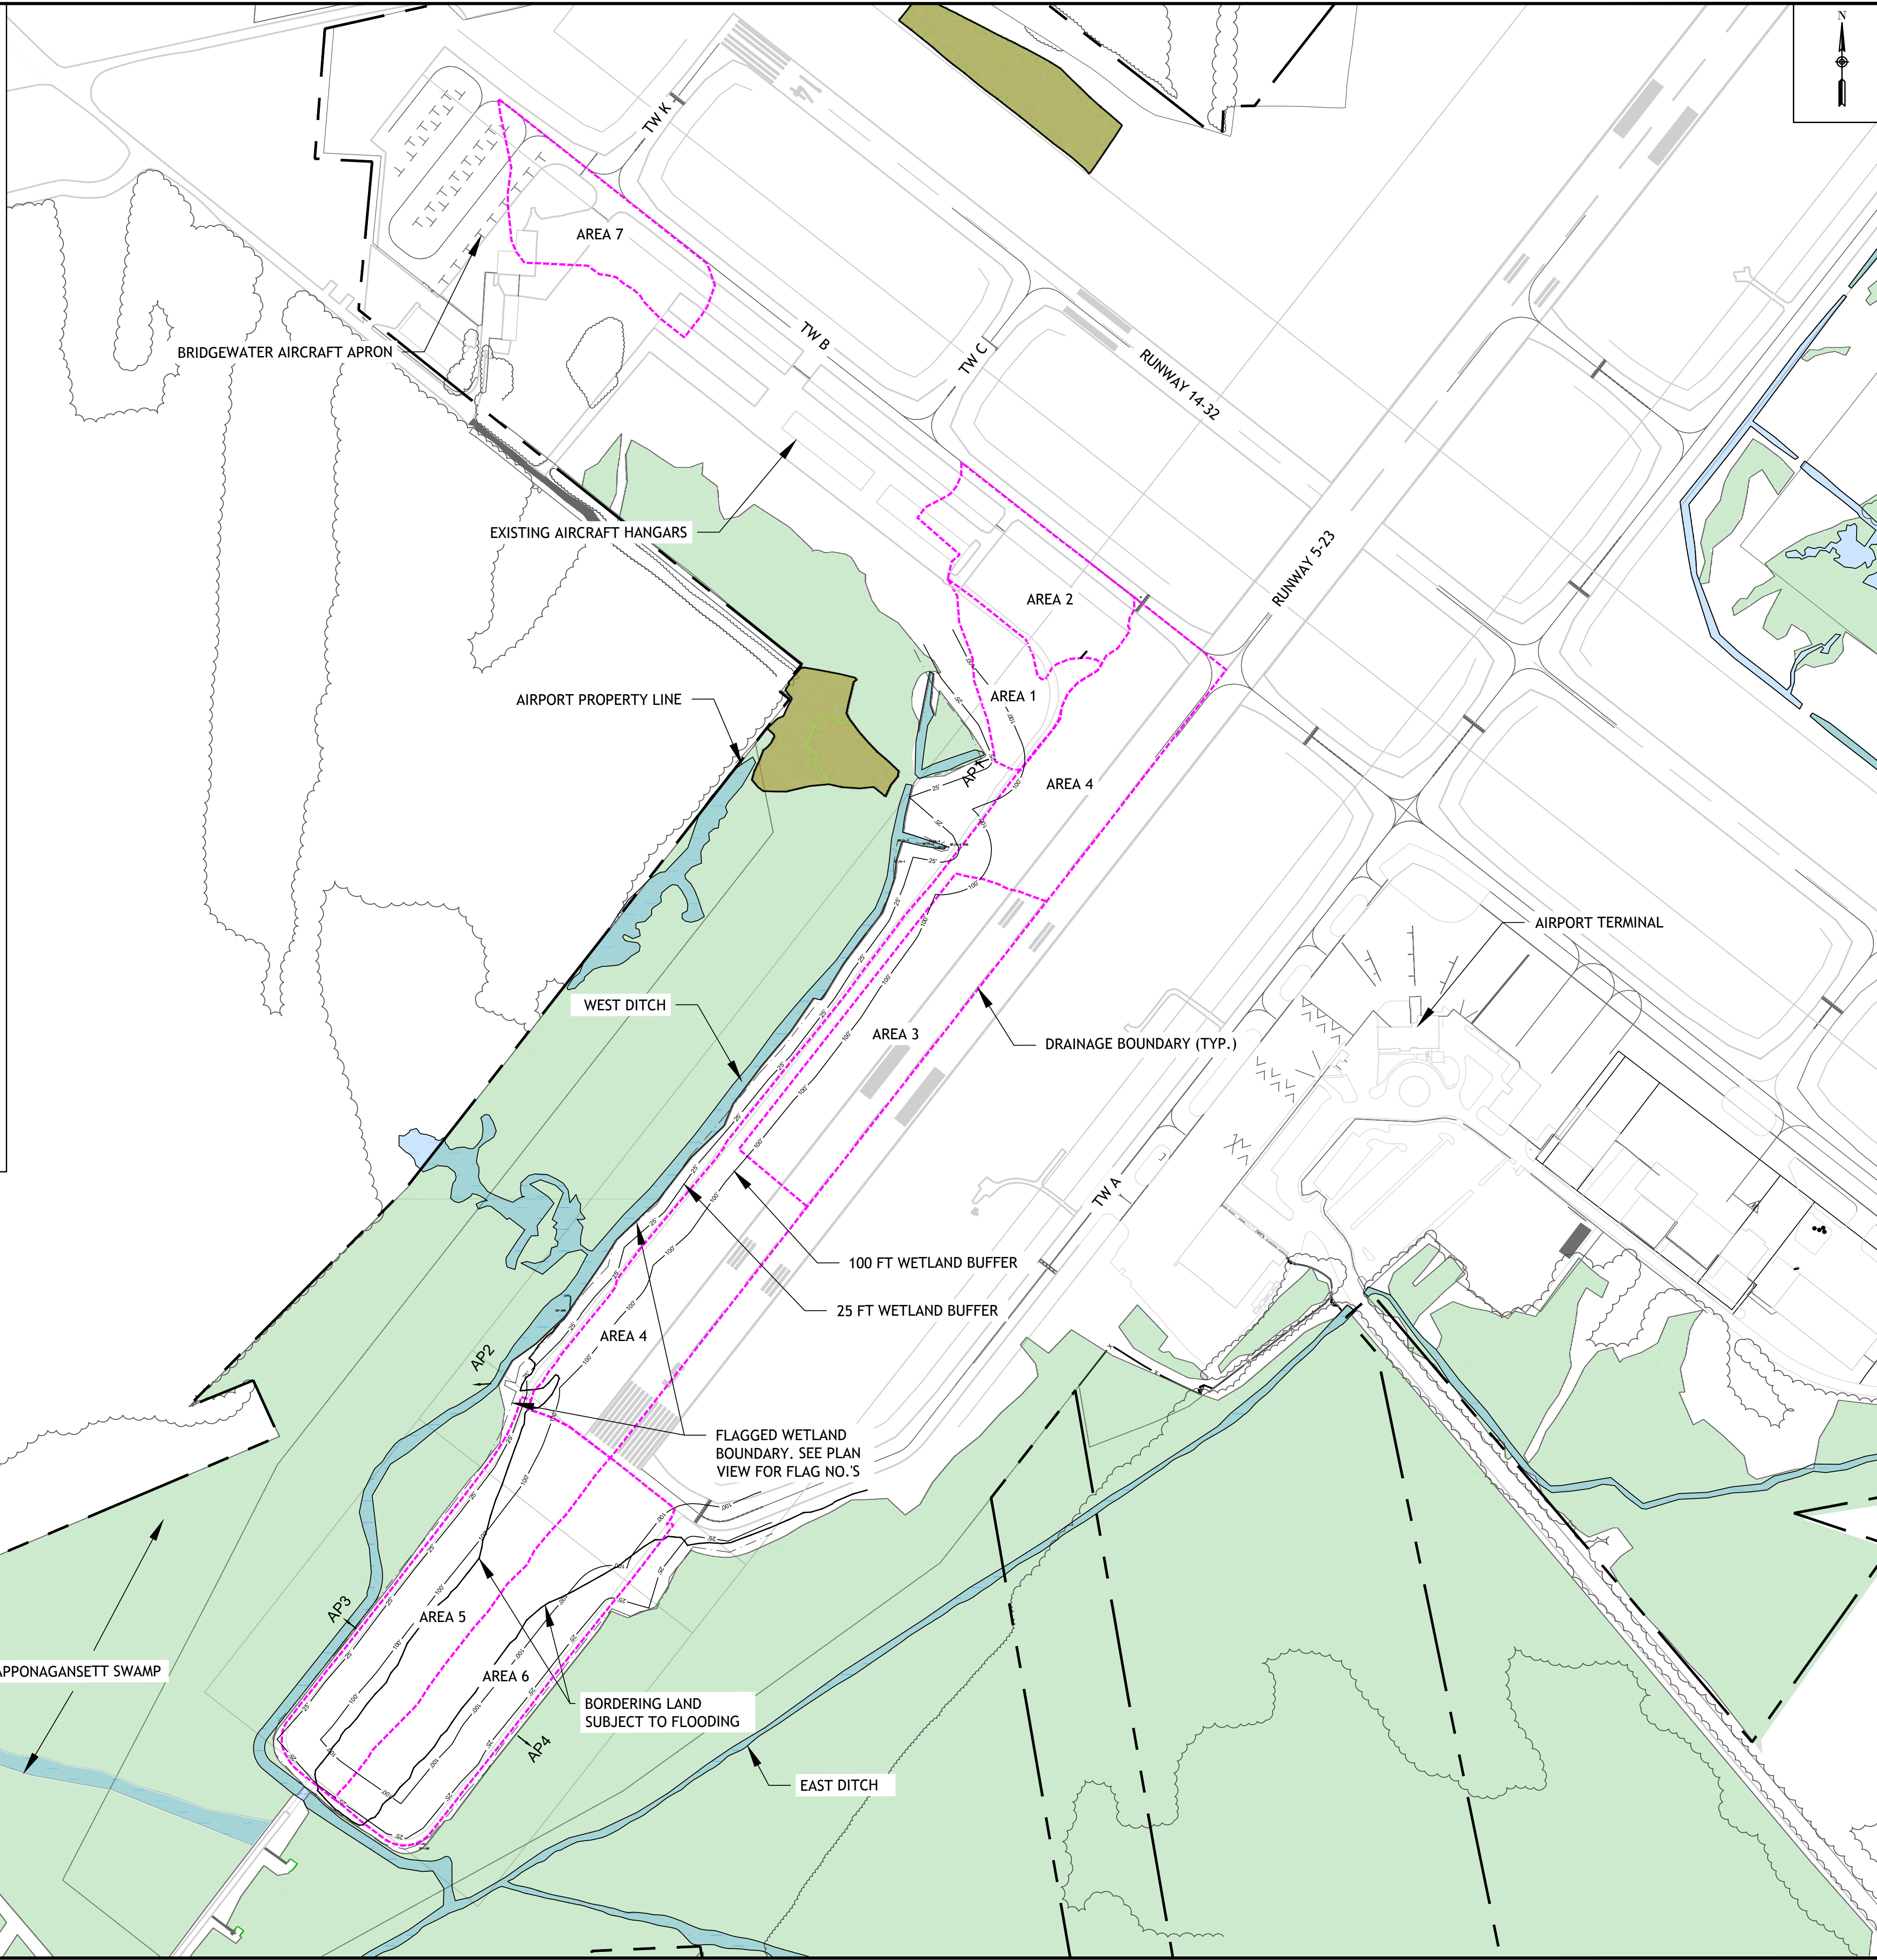 N
14
TW K
AREA 7
BRIDGEWATER AIRCRAFT APRON
TW B
TW C
RUNWAY 14-32
EXISTING AIRCRAFT HANGARS
RUNWAY 5-23
AREA 2
AIRPORT PROPERTY LINE
AREA 1
AP1
AREA 4
AIRPORT TERMINAL
WEST DITCH
AREA 3
DRAINAGE BOUNDARY (TYP.)
TW A
100 FT WETLAND BUFFER
25 FT WETLAND BUFFER
AREA 4
AP2
FLAGGED WETLAND
BOUNDARY. SEE PLAN
VIEW FOR FLAG NO.'S
AP3
AREA 5
APPONAGANSETT SWAMP
AREA 6
BORDERING LAND
SUBJECT TO FLOODING
AP4
EAST DITCH
25'
100'